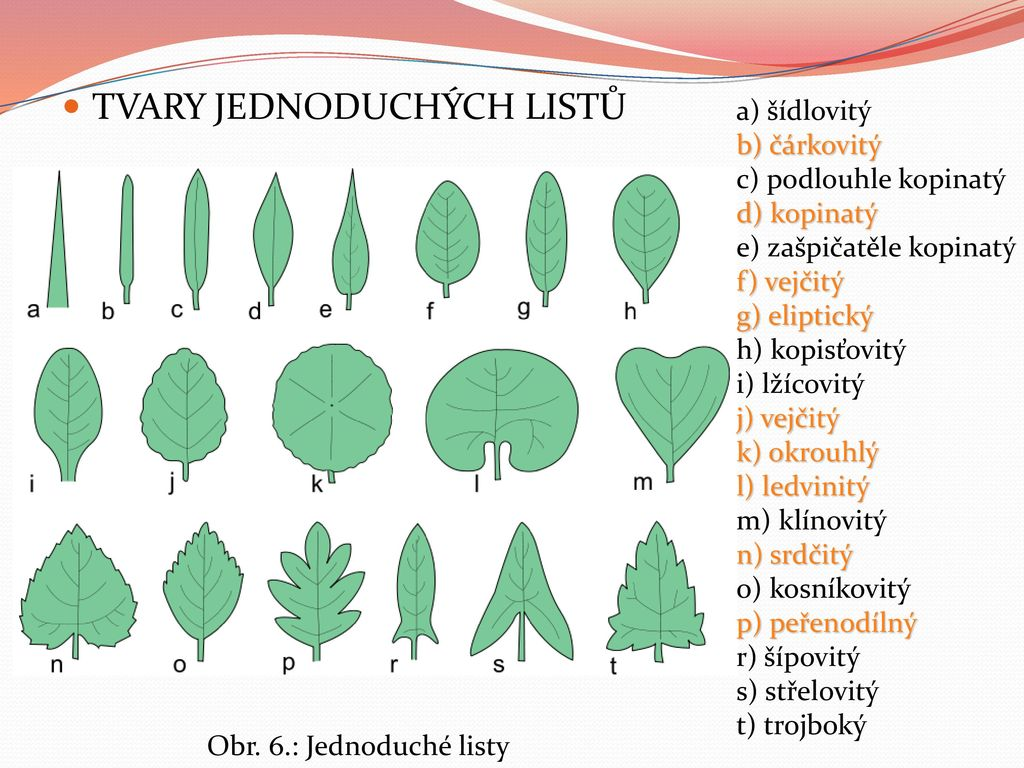 • TVARY JEDNODUCHÝCH LISTŮ
a) šídlovitý
b) čárkovitý
c) podlouhle kopinatý
d) kopinatý
e) zašpičatěle kopinatý
f) vejčitý
g) eliptický
h) kopisťovitý
i) lžícovitý
j) vejčitý
k) okrouhlý
l) ledvinitý
m) klínovitý
n) srdčitý
o) kosníkovitý
p) peřenodílný
r) šípovitý
s) střelovitý
t) trojboký
a b c d e f g h
i j k l m
n o p r s t
Obr. 6.: Jednoduché listy